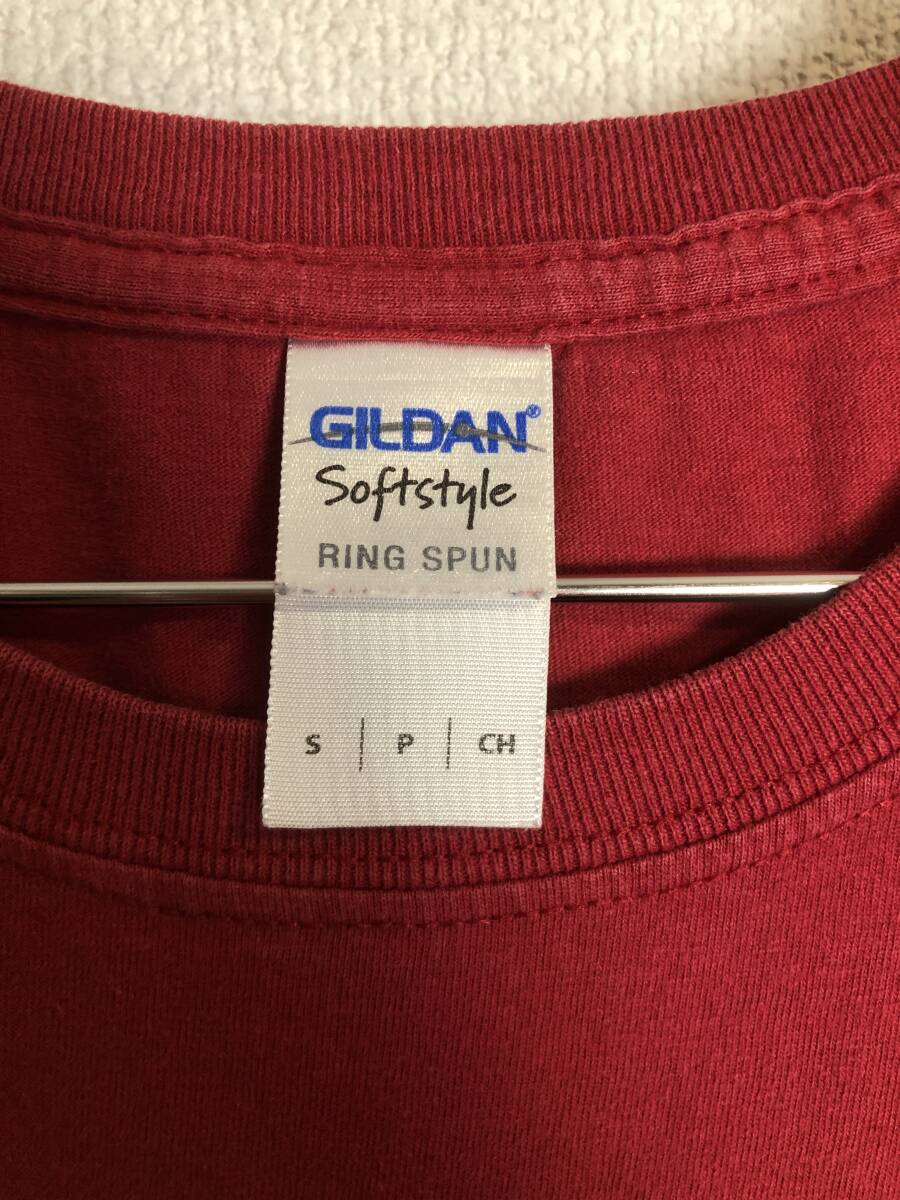 GILDAN®
Softstyle
RING SPUN
S | P | CH